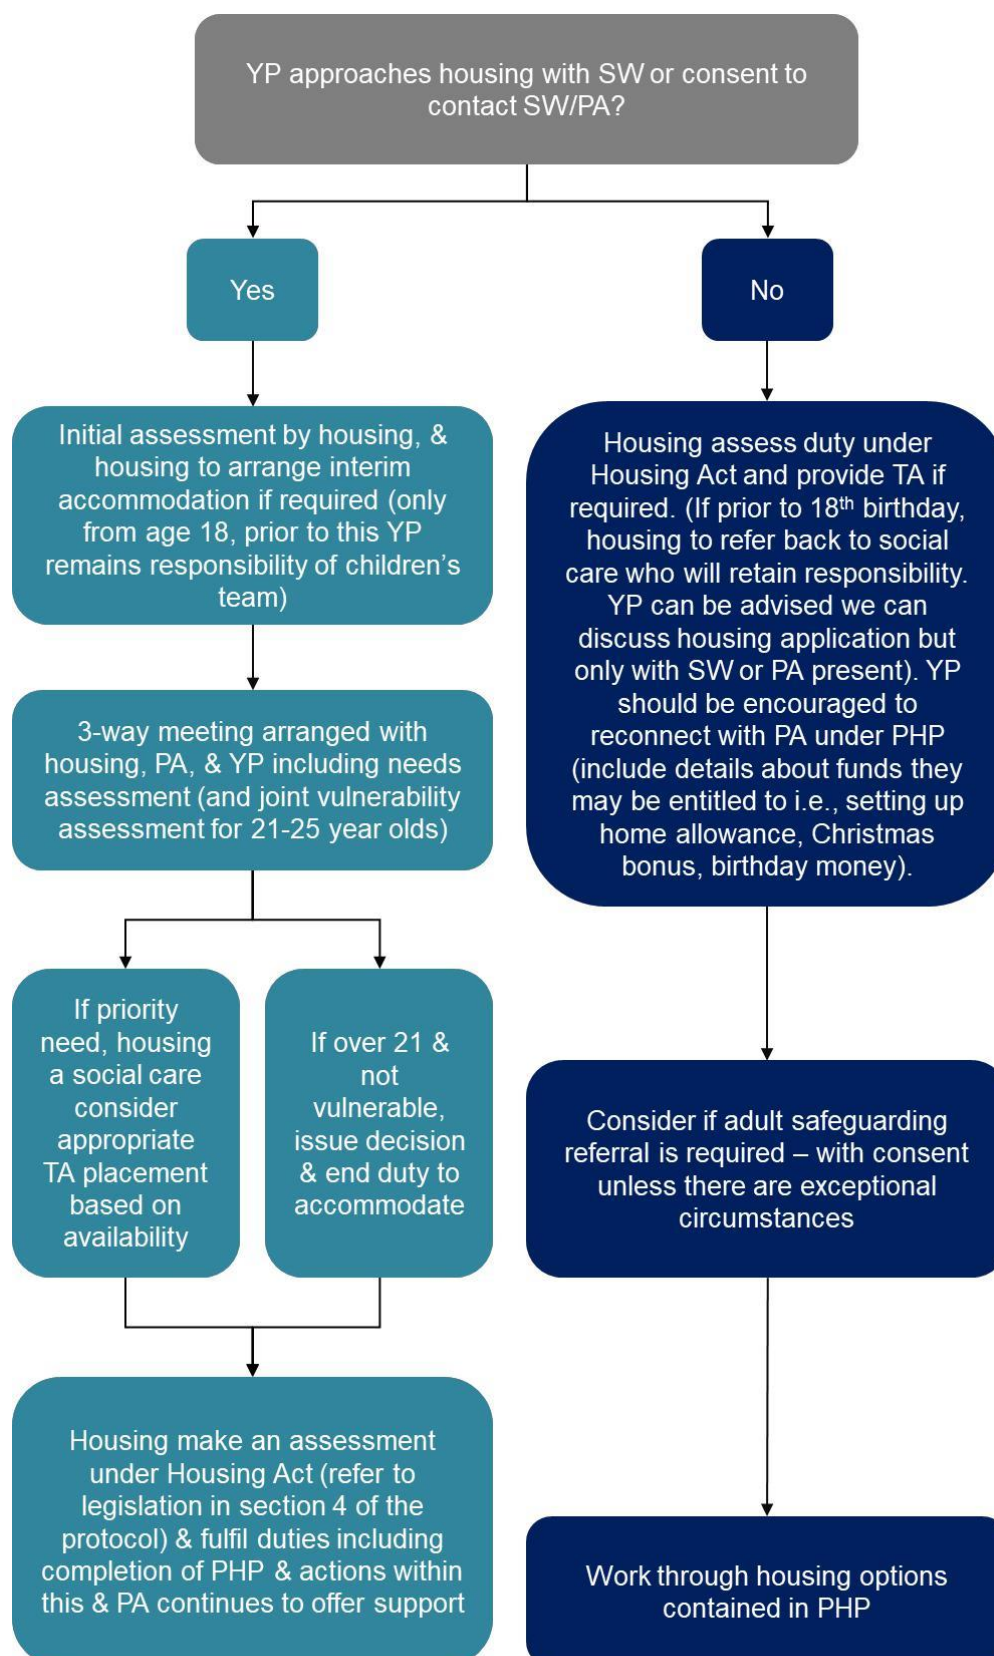 YP approaches housing with SW or consent to
contact SW/PA?
Yes
No
Initial assessment by housing, &
housing to arrange interim
accommodation if required (only
from age 18, prior to this YP
remains responsibility of children’s
team)
Housing assess duty under
Housing Act and provide TA if
required. (If prior to 18th birthday,
housing to refer back to social
care who will retain responsibility.
YP can be advised we can
discuss housing application but
only with SW or PA present). YP
should be encouraged to
reconnect with PA under PHP
(include details about funds they
may be entitled to i.e., setting up
home allowance, Christmas
bonus, birthday money).
3-way meeting arranged with
housing, PA, & YP including needs
assessment (and joint vulnerability
assessment for 21-25 year olds)
If priority
need, housing
a social care
consider
appropriate
TA placement
based on
availability
If over 21 &
not
vulnerable,
issue decision
& end duty to
accommodate
Consider if adult safeguarding
referral is required – with consent
unless there are exceptional
circumstances
Housing make an assessment
under Housing Act (refer to
legislation in section 4 of the
protocol) & fulfil duties including
completion of PHP & actions within
this & PA continues to offer support
Work through housing options
contained in PHP